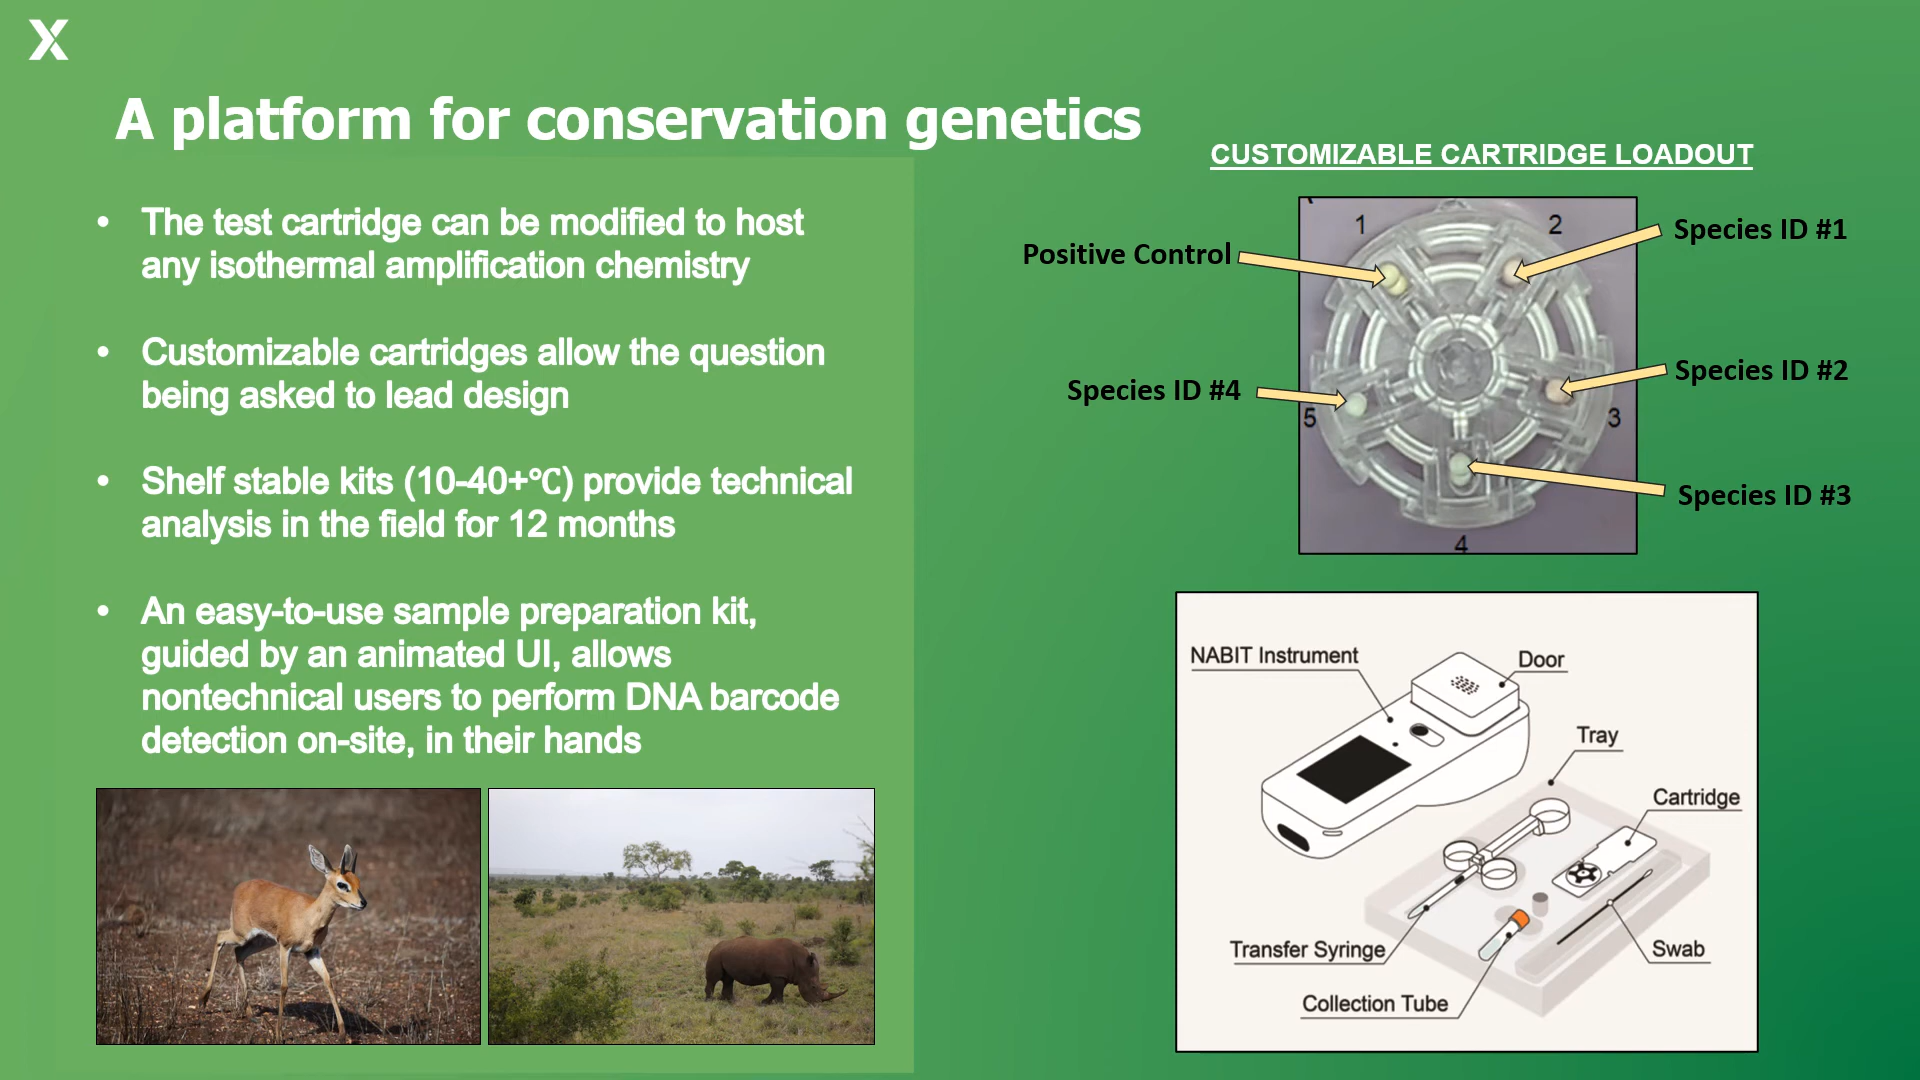 X
A platform for conservation genetics
• The test cartridge can be modified to host
any isothermal amplification chemistry
• Customizable cartridges allow the question
being asked to lead design
• Shelf stable kits (10-40+℃) provide technical
analysis in the field for 12 months
• An easy-to-use sample preparation kit,
guided by an animated UI, allows
nontechnical users to perform DNA barcode
detection on-site, in their hands
CUSTOMIZABLE CARTRIDGE LOADOUT
1
2
Species ID #1
Positive Control
Species ID #2
Species ID #4
5
3
Species ID #3
4
NABIT Instrument
Door
Tray
Cartridge
Transfer Syringe
Swab
Collection Tube